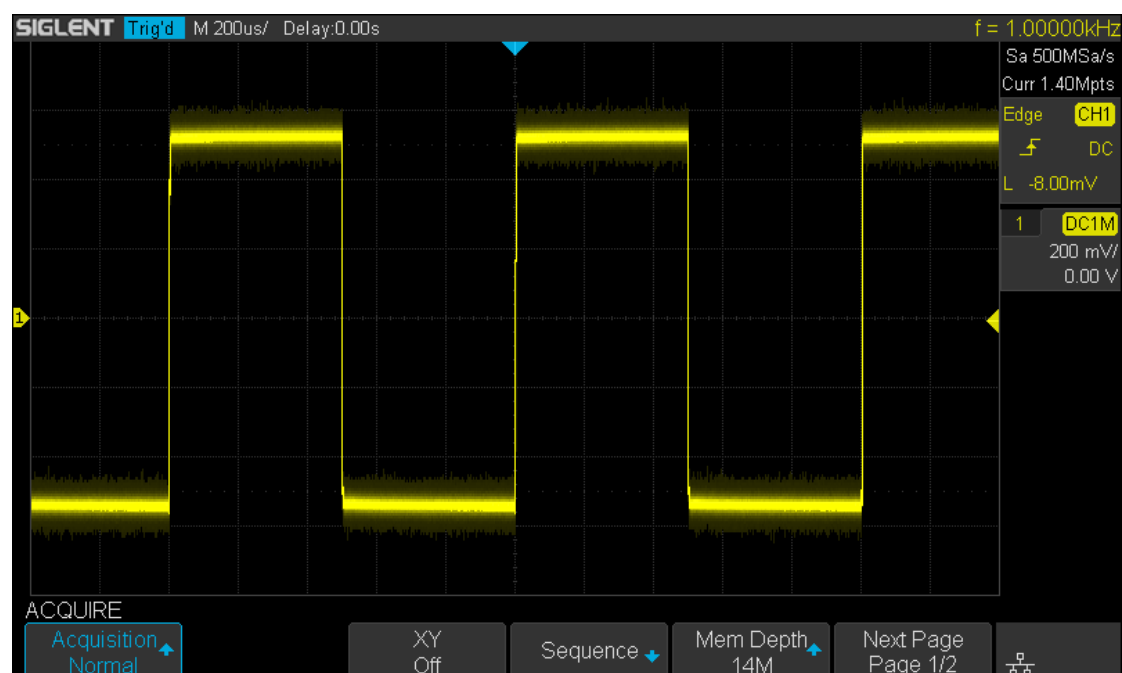 SIGLENT Trig'd M 200us/ Delay:0.00s f = 1.00000kHz
Sa 500MSa/s
Curr 1.40Mpts
Edge CH1
DC
L -8.00mV
1 DC1M
200 mV/
0.00 V
1
ACQUIRE
Acquisition
Normal
XY
Off
Sequence
Mem Depth
14M
Next Page
Page 1/2